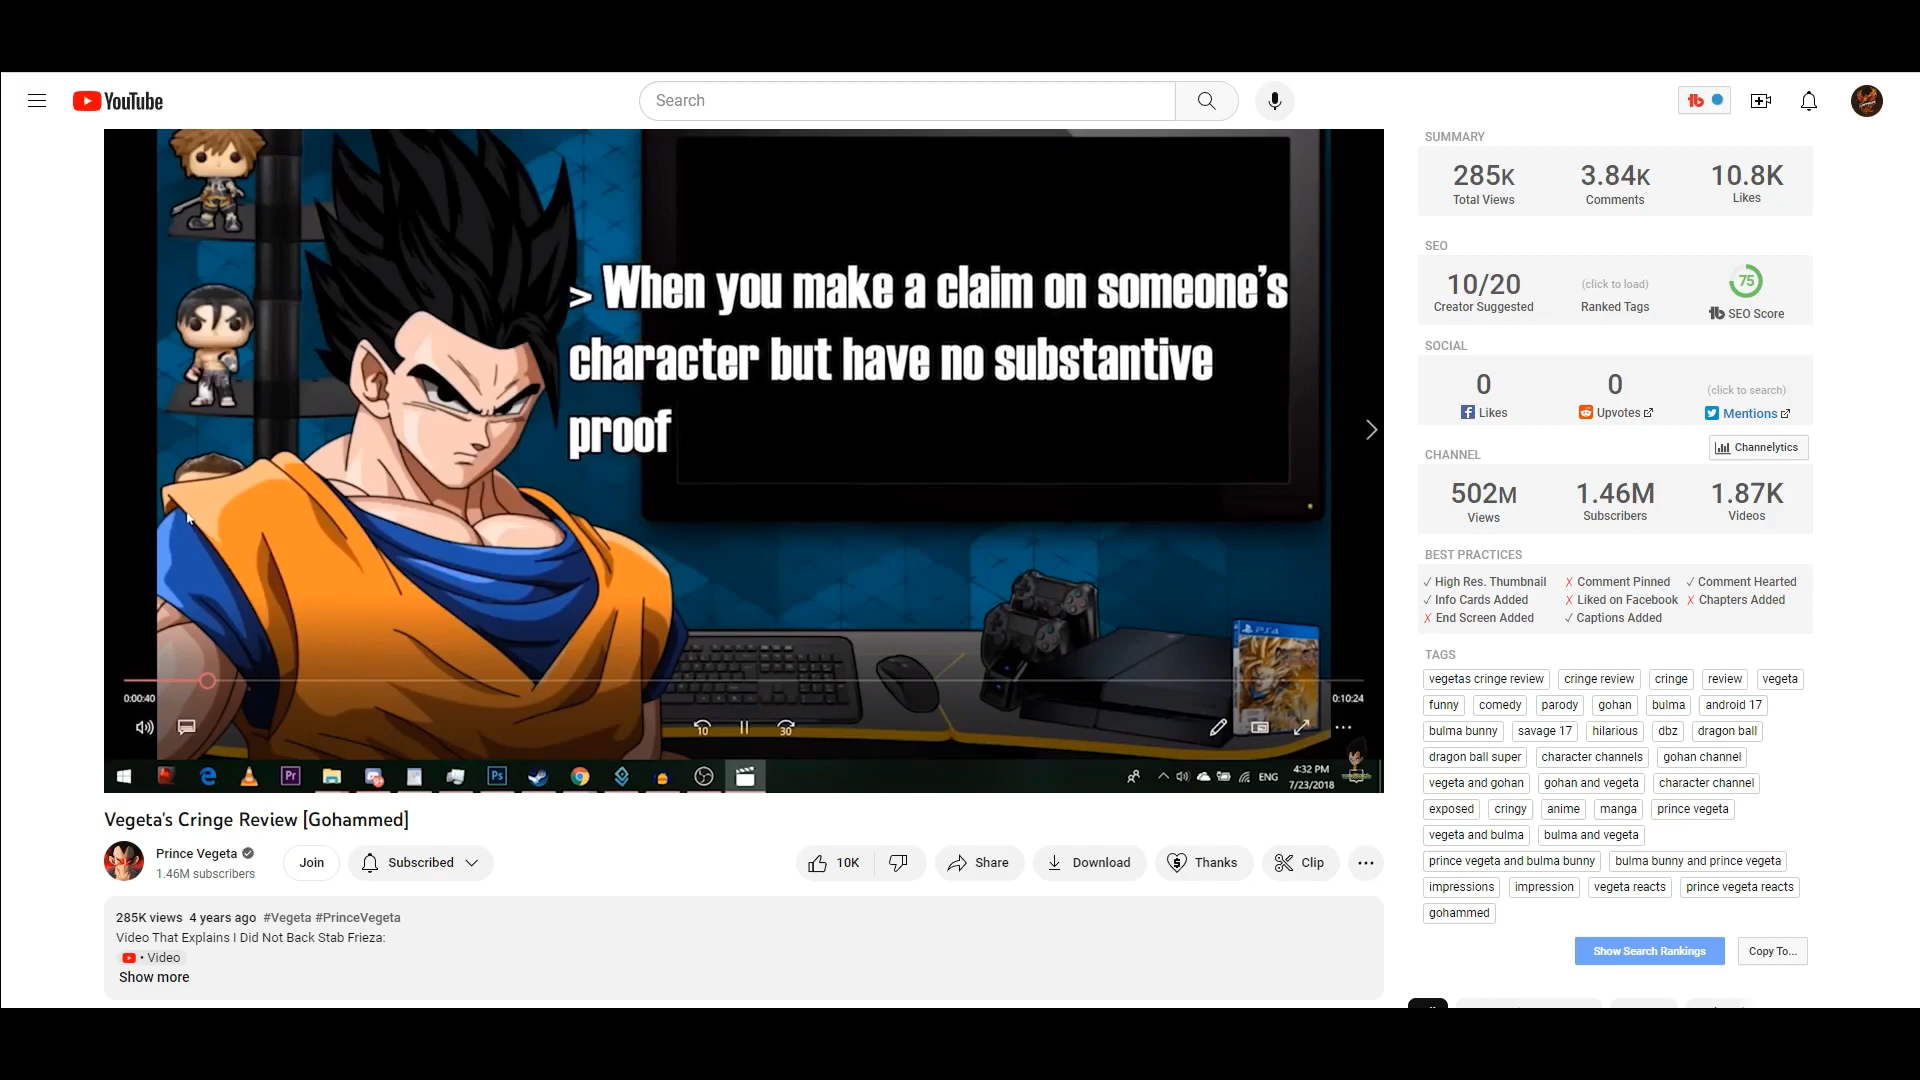 YouTube
Search
> When you make a claim on someone's
character but have no substantive
proof
0:00:40
0:10:24
10
30
PS4
Pr
Ps
ENG
4:32 PM
7/23/2018
Vegeta's Cringe Review [Gohammed]
Prince Vegeta
1.46M subscribers
Join
Subscribed
10K
Share
Download
Thanks
Clip
285K views 4 years ago #Vegeta #PrinceVegeta
Video That Explains I Did Not Back Stab Frieza:
• Video
Show more
SUMMARY
285K 3.84K 10.8K
Total Views Comments Likes
SEO
10/20 (click to load) 75
Creator Suggested Ranked Tags tb SEO Score
SOCIAL
0 0 (click to search)
Likes Upvotes Mentions
CHANNEL Channelytics
502M 1.46M 1.87K
Views Subscribers Videos
BEST PRACTICES
✓ High Res. Thumbnail ✗ Comment Pinned ✓ Comment Hearted
✓ Info Cards Added ✗ Liked on Facebook ✗ Chapters Added
✗ End Screen Added ✓ Captions Added
TAGS
vegetas cringe review cringe review cringe review vegeta
funny comedy parody gohan bulma android 17
bulma bunny savage 17 hilarious dbz dragon ball
dragon ball super character channels gohan channel
vegeta and gohan gohan and vegeta character channel
exposed cringy anime manga prince vegeta
vegeta and bulma bulma and vegeta
prince vegeta and bulma bunny bulma bunny and prince vegeta
impressions impression vegeta reacts prince vegeta reacts
gohammed
Show Search Rankings Copy To...